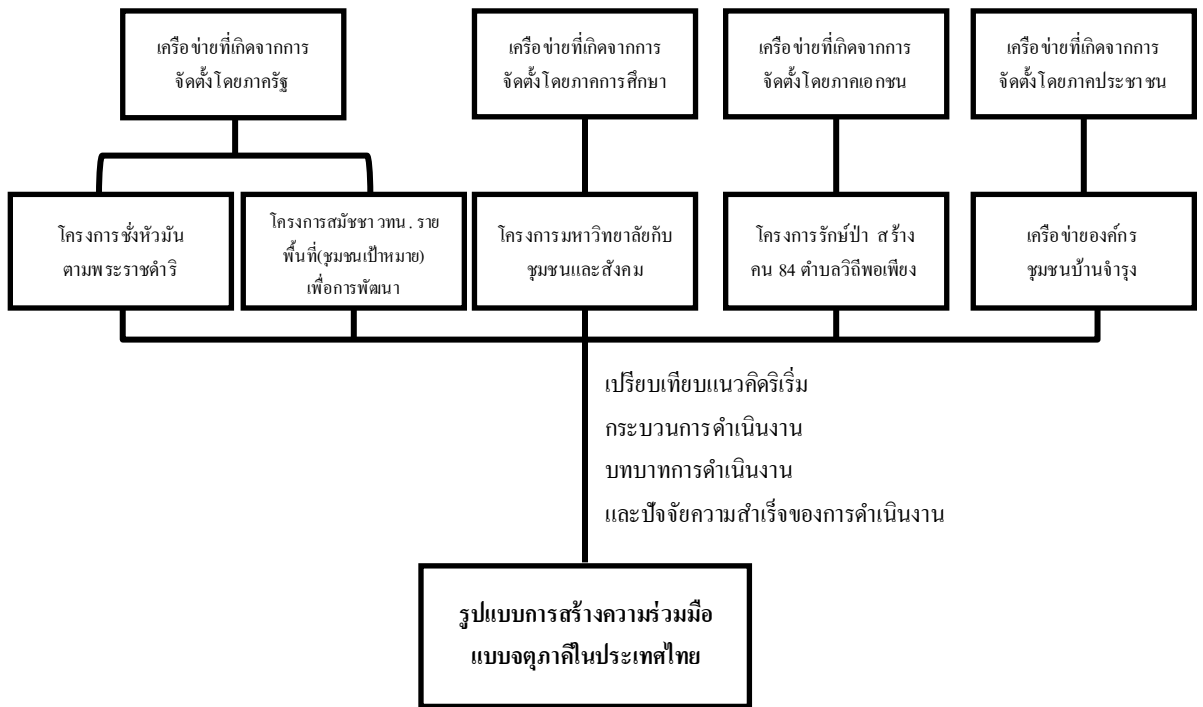 เครือข่ายที่เกิดจากการ
จัดตั้งโดยภาครัฐ
เครือข่ายที่เกิดจากการ
จัดตั้งโดยภาคการศึกษา
เครือข่ายที่เกิดจากการ
จัดตั้งโดยภาคเอกชน
เครือข่ายที่เกิดจากการ
จัดตั้งโดยภาคประชาชน
โครงการชั่งหัวมัน
ตามพระราชดำริ
โครงการสมัชชา วทน. ราย
พื้นที่(ชุมชนเป้าหมาย)
เพื่อการพัฒนา
โครงการมหาวิทยาลัยกับ
ชุมชนและสังคม
โครงการรักษ์ป่า สร้าง
คน 84 ตำบลวิถีพอเพียง
เครือข่ายองค์กร
ชุมชนบ้านจำรุง
เปรียบเทียบแนวคิดริเริ่ม
กระบวนการดำเนินงาน
บทบาทการดำเนินงาน
และปัจจัยความสำเร็จของการดำเนินงาน
รูปแบบการสร้างความร่วมมือ
แบบจตุภาคีในประเทศไทย